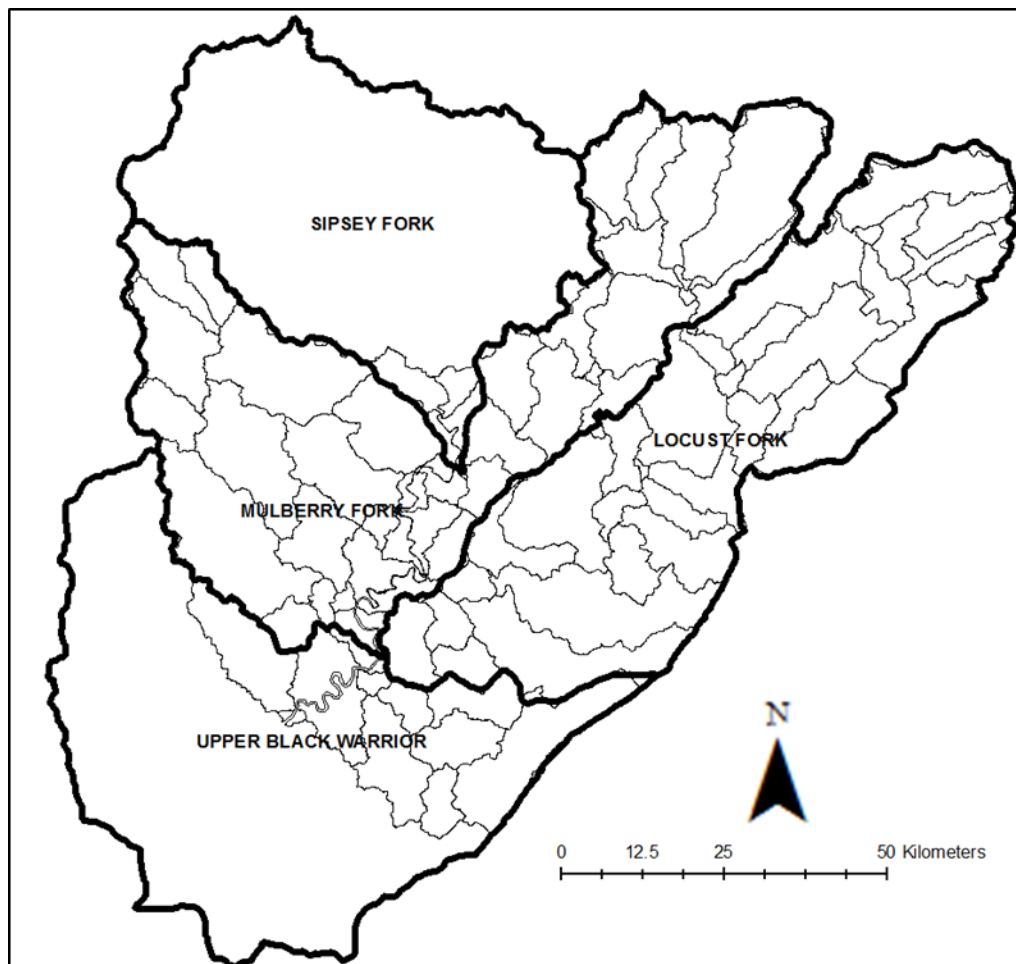 SIPSEY FORK
LOCUST FORK
MULBERRY FORK
UPPER BLACK WARRIOR
N
0 12.5 25 50 Kilometers